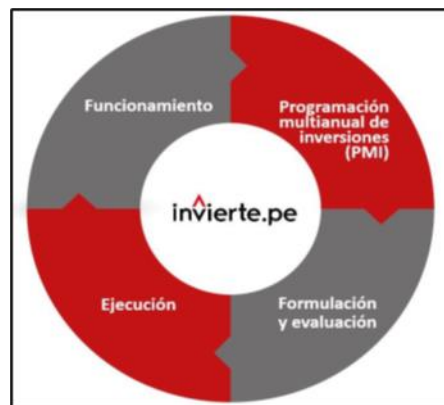 Funcionamiento
Programación
multianual de
inversiones
(PMI)
invierte.pe
Ejecución
Formulación
y evaluación